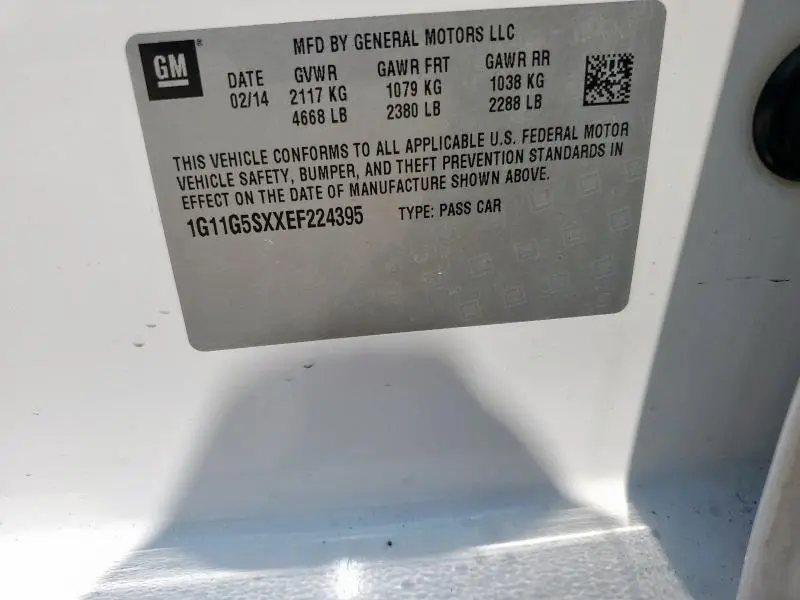 GM
MFD BY GENERAL MOTORS LLC
DATE GVWR GAWR FRT GAWR RR
02/14 2117 KG 1079 KG 1038 KG
4668 LB 2380 LB 2288 LB
THIS VEHICLE CONFORMS TO ALL APPLICABLE U.S. FEDERAL MOTOR
VEHICLE SAFETY, BUMPER, AND THEFT PREVENTION STANDARDS IN
EFFECT ON THE DATE OF MANUFACTURE SHOWN ABOVE.
1G11G5SXXEF224395 TYPE: PASS CAR